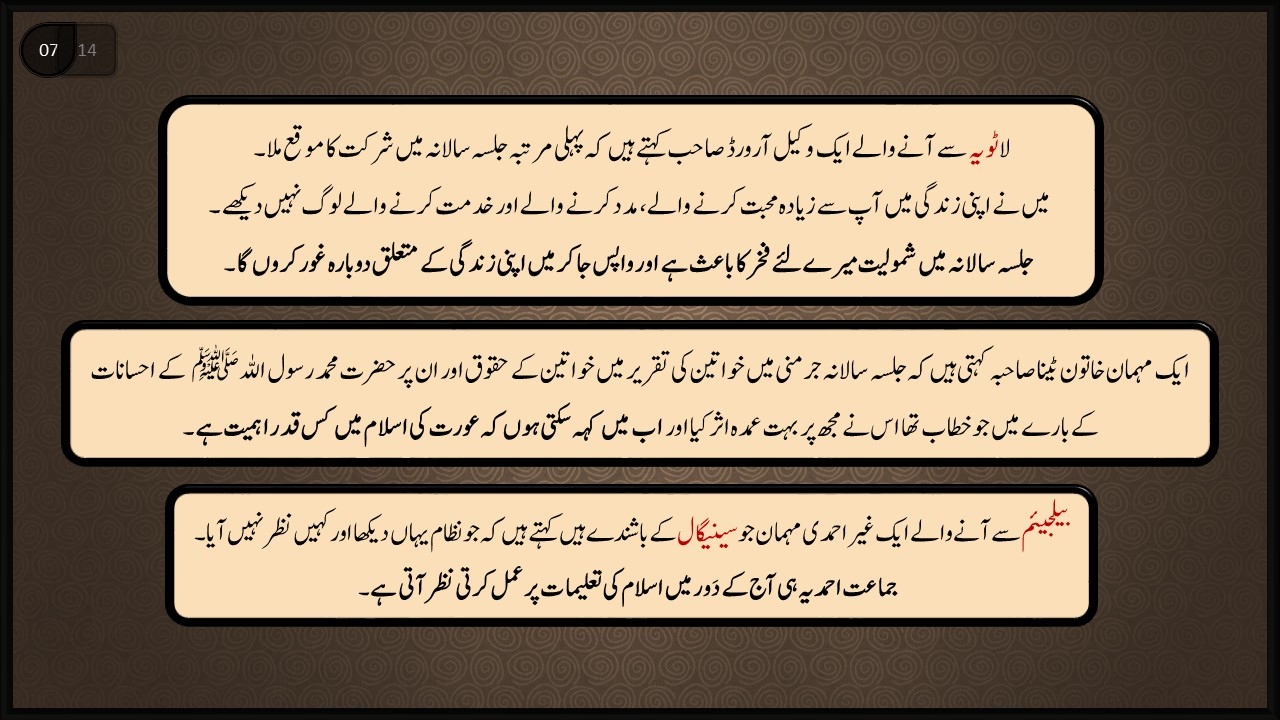 07 14
لاٹویہ سے آنے والے ایک وکیل آرورڈ صاحب کہتے ہیں کہ پہلی مرتبہ جلسہ سالانہ میں شرکت کا موقع ملا۔
میں نے اپنی زندگی میں آپ سے زیادہ محبت کرنے والے، مدد کرنے والے اور خدمت کرنے والے لوگ نہیں دیکھے۔
جلسہ سالانہ میں شمولیت میرے لئے فخر کا باعث ہے اور واپس جا کر میں اپنی زندگی کے متعلق دوبارہ غور کروں گا۔
ایک مہمان خاتون ٹینا صاحبہ کہتی ہیں کہ جلسہ سالانہ جرمنی میں خواتین کی تقریر میں خواتین کے حقوق اور ان پر حضرت محمد رسول اللہ ﷺ کے احسانات
کے بارے میں جو خطاب تھا اس نے مجھ پر بہت عمدہ اثر کیا اور اب میں کہہ سکتی ہوں کہ عورت کی اسلام میں کس قدر اہمیت ہے۔
بیلجیئم سے آنے والے ایک غیر احمدی مہمان جو سینیگال کے باشندے ہیں کہتے ہیں کہ جو نظام یہاں دیکھا اور کہیں نظر نہیں آیا۔
جماعت احمدیہ ہی آج کے دَور میں اسلام کی تعلیمات پر عمل کرتی نظر آتی ہے۔